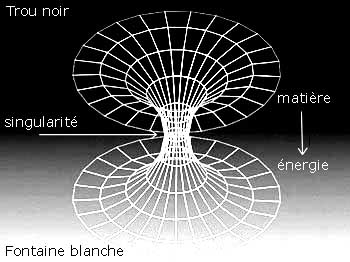 Trou noir
matière
singularité
énergie
Fontaine blanche